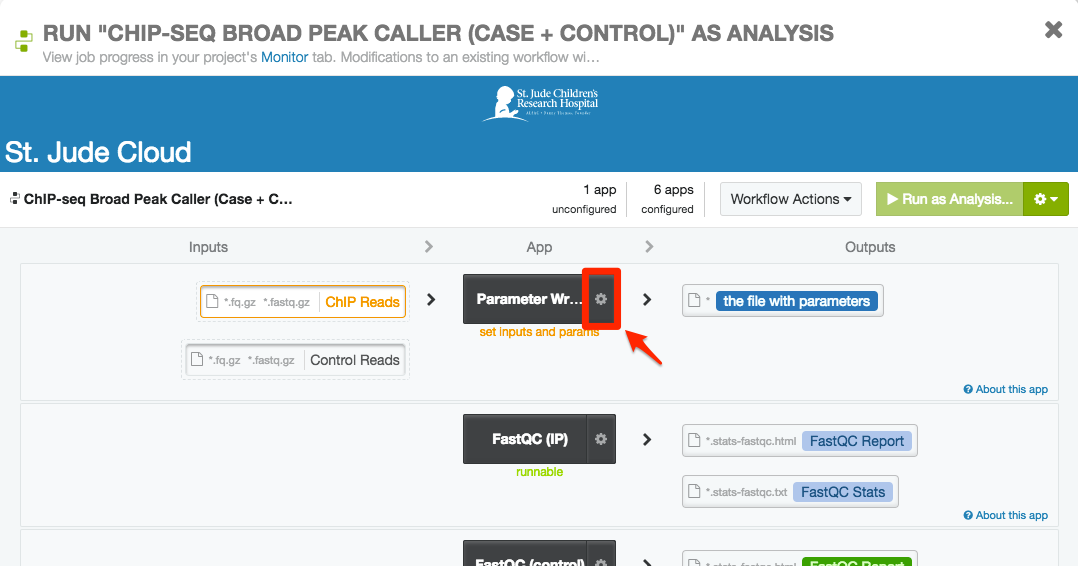 RUN "CHIP-SEQ BROAD PEAK CALLER (CASE + CONTROL)" AS ANALYSIS
View job progress in your project's Monitor tab. Modifications to an existing workflow wi…
St. Jude Children's
Research Hospital
St. Jude Cloud
ChIP-seq Broad Peak Caller (Case + C...
1 app
unconfigured
6 apps
configured
Workflow Actions
Run as Analysis...
Inputs
App
Outputs
*.fq.gz *.fastq.gz ChIP Reads
Parameter Wr...
* the file with parameters
set inputs and params
*.fq.gz *.fastq.gz Control Reads
About this app
FastQC (IP)
*.stats-fastqc.html FastQC Report
runnable
*.stats-fastqc.txt FastQC Stats
About this app
FastQC (control)
*.stats-fastqc.html FastQC Report